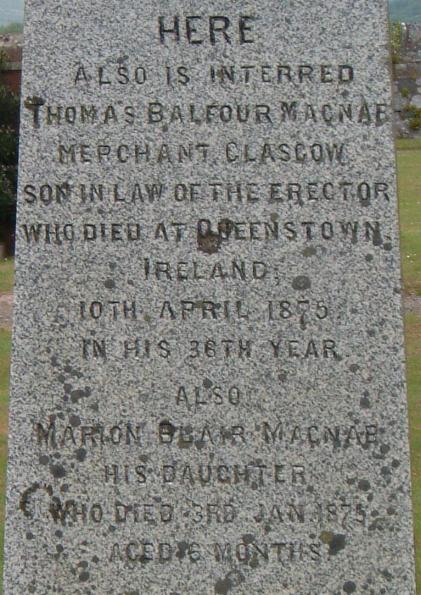 HERE
ALSO IS INTERRED
THOMAS BALFOUR MACNAB
MERCHANT, GLASGOW,
SON IN LAW OF THE ERECTOR
WHO DIED AT QUEENSTOWN,
IRELAND,
10TH APRIL 1875,
IN HIS 36TH YEAR.
ALSO
MARION BLAIR MACNAB
HIS DAUGHTER
WHO DIED 3RD JAN 1875,
AGED 6 MONTHS